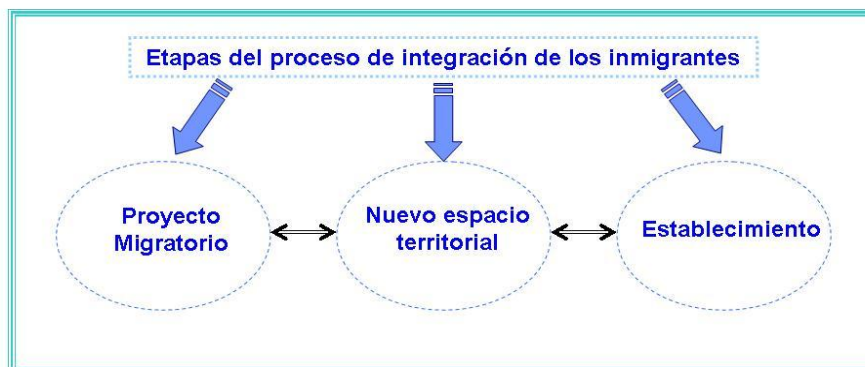 Etapas del proceso de integración de los inmigrantes
Proyecto
Migratorio
Nuevo espacio
territorial
Establecimiento